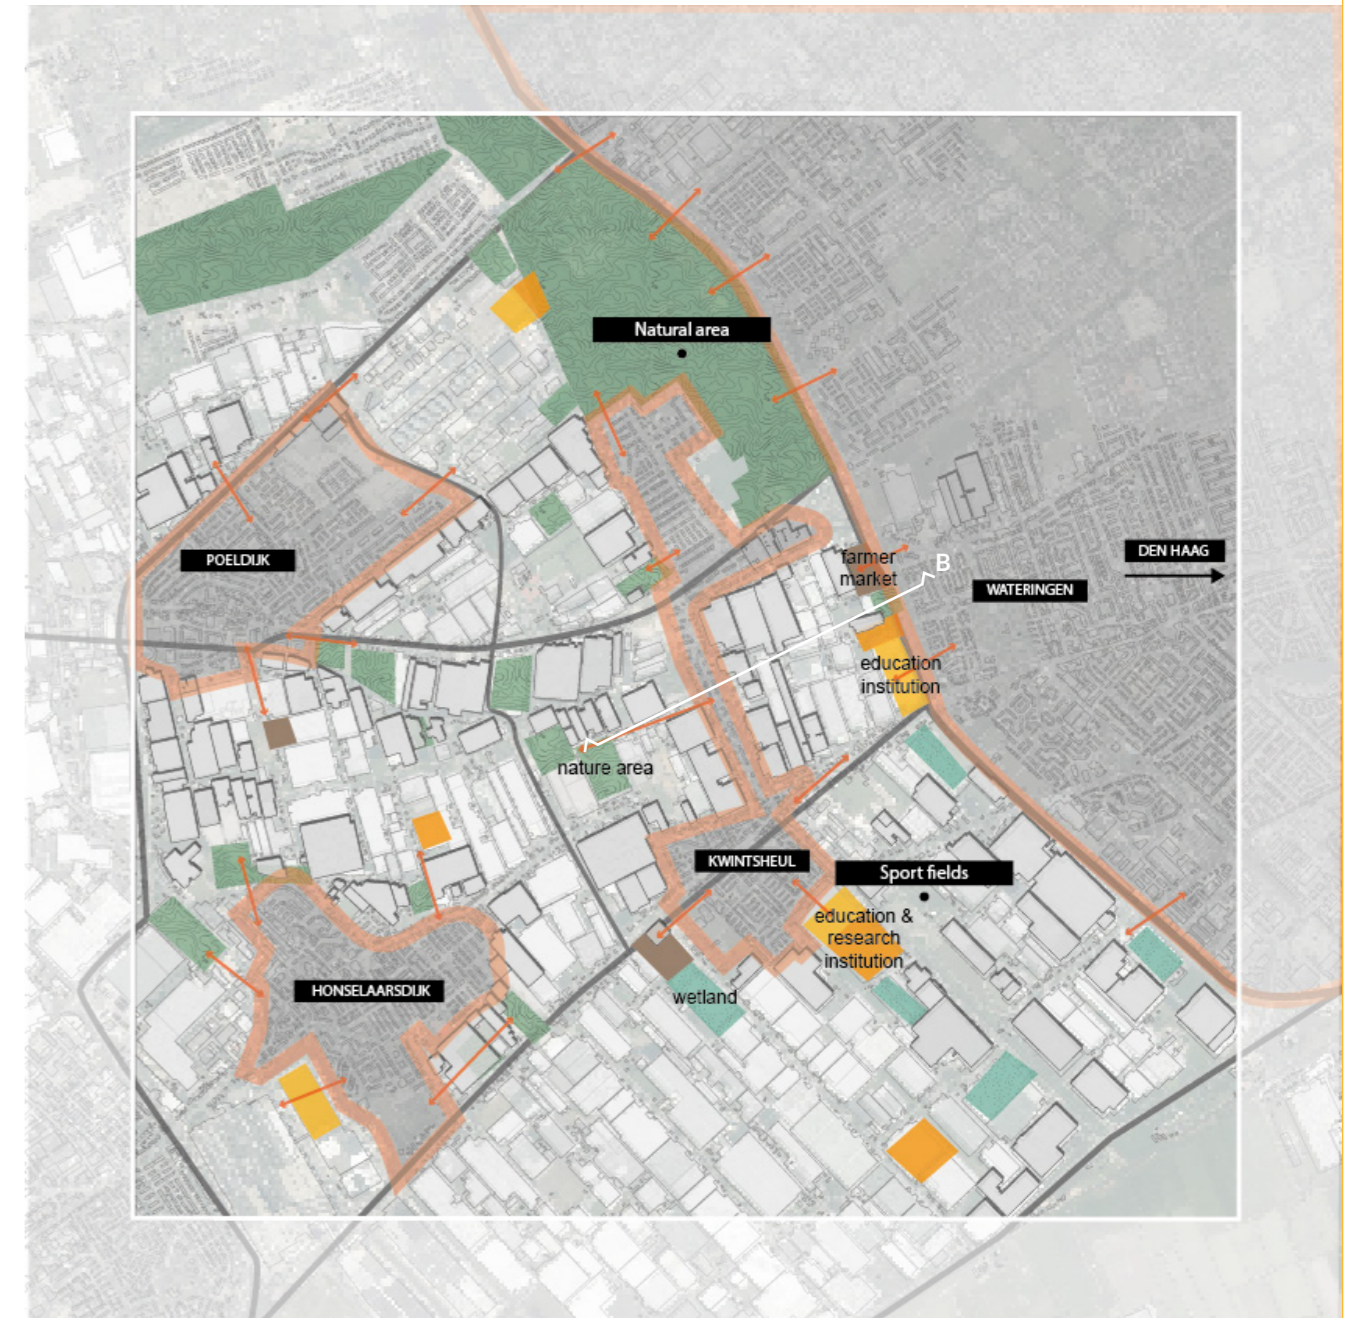 Natural area
POELDIJK
farmer
market
B
DEN HAAG
WATERINGEN
education
institution
nature area
KWINTSHEUL
Sport fields
education &
research
institution
HONSELAARSDIJK
wetland